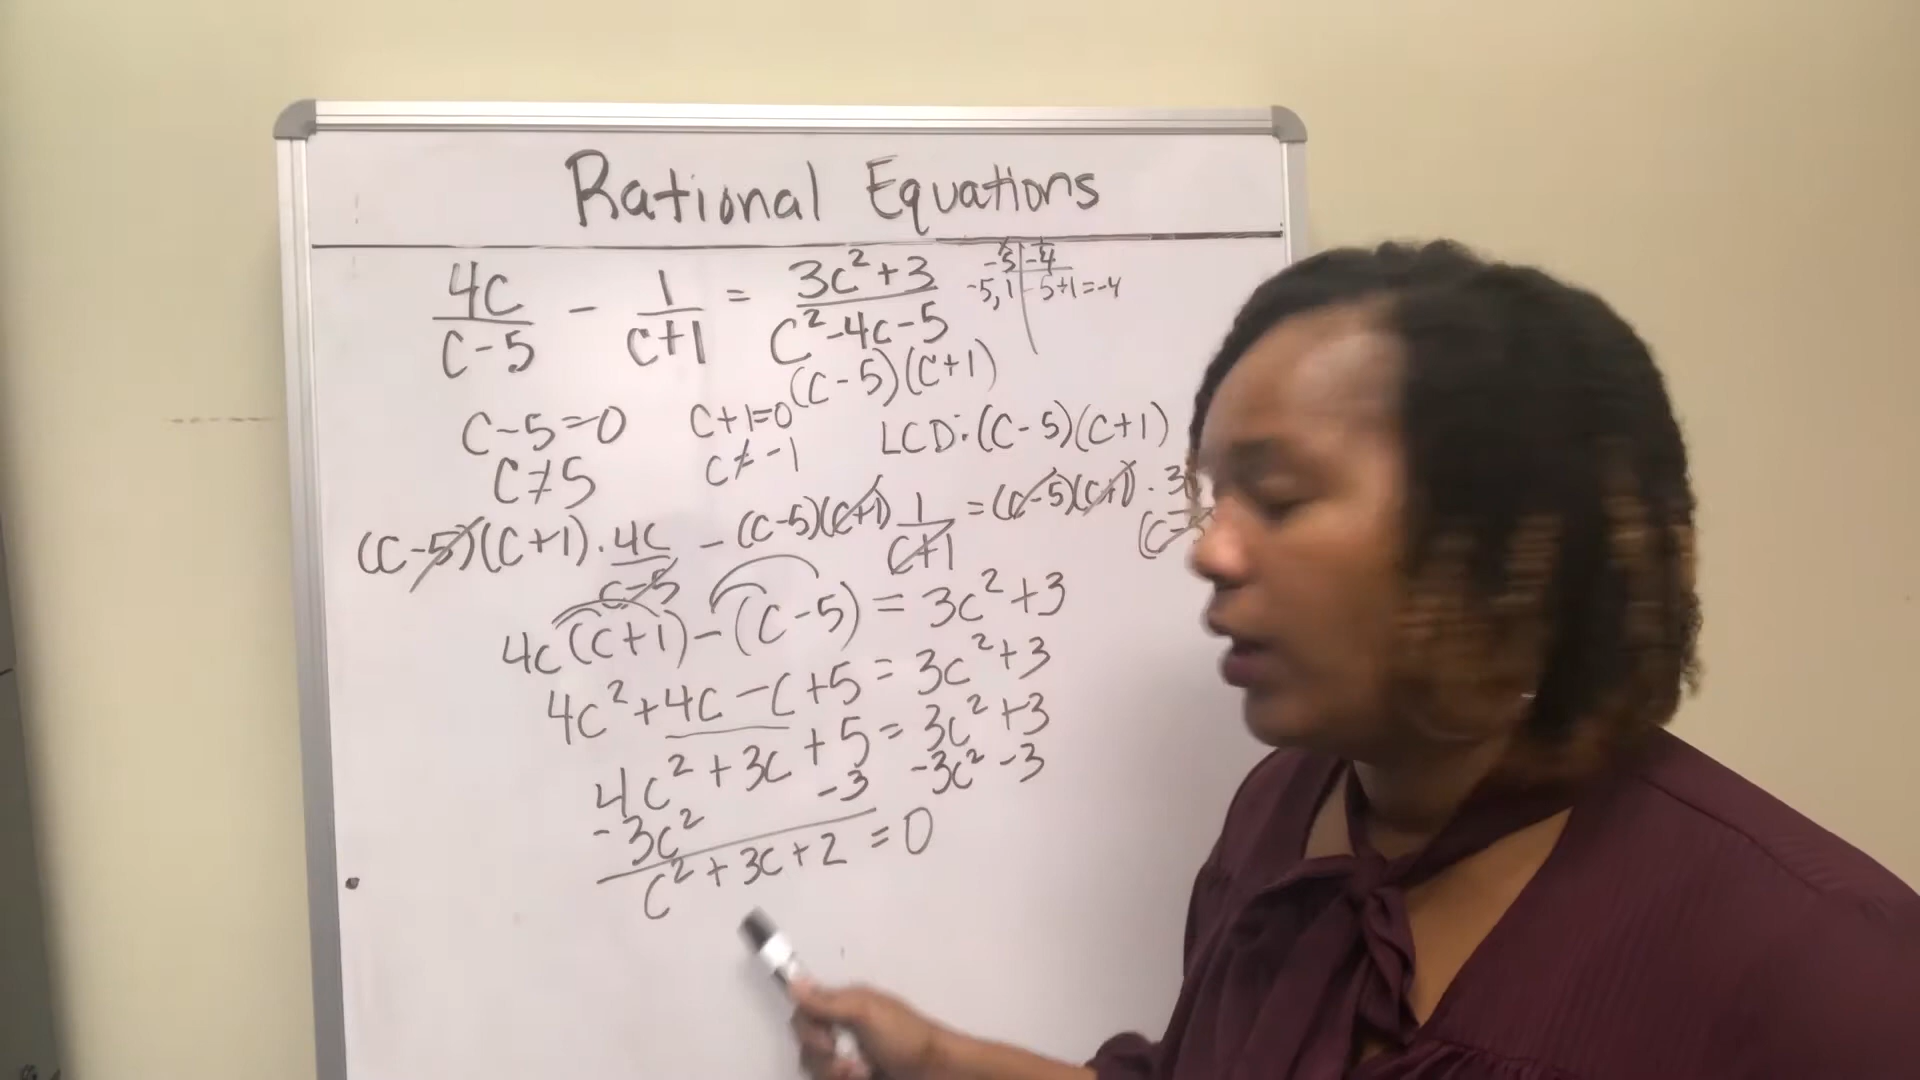 Rational Equations
4c/(c-5) - 1/(c+1) = (3c²+3)/(c²-4c-5)
-5 | -4
-5, 1 | -5+1=-4
(c-5)(c+1)
c-5=0 c+1=0
c≠5 c≠-1
LCD: (c-5)(c+1)
(c-5)(c+1) · 4c/(c-5) - (c-5)(c+1) 1/(c+1) = (c-5)(c+1) ·
4c(c+1) - (c-5) = 3c²+3
4c²+4c-c+5 = 3c²+3
4c²+3c+5 = 3c²+3
-3c² -3 -3c² -3
c²+3c+2 = 0